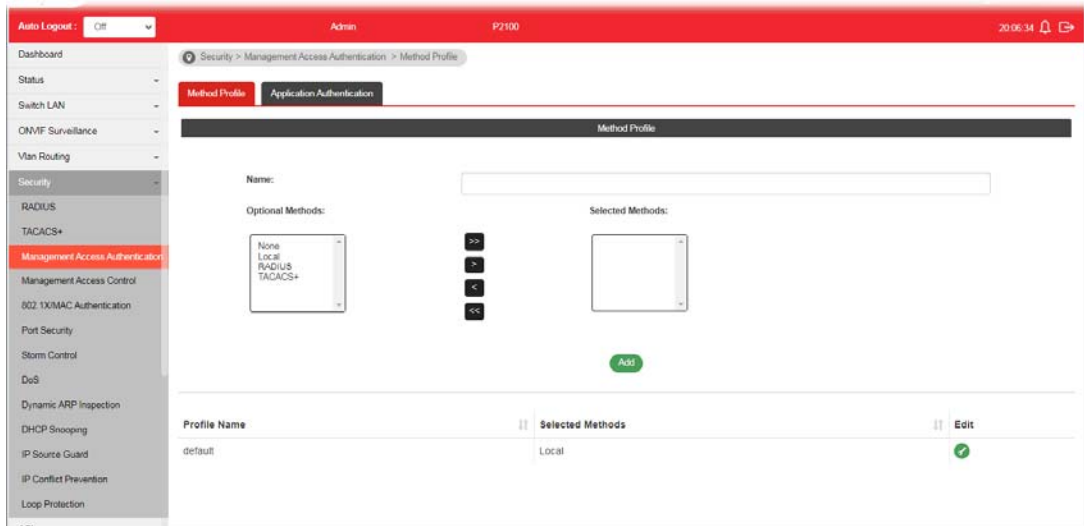 Auto Logout : Off Admin P2100 20:06:34
Dashboard
Status
Switch LAN
ONVIF Surveillance
Vlan Routing
Security
RADIUS
TACACS+
Management Access Authentication
Management Access Control
802.1X/MAC Authentication
Port Security
Storm Control
DoS
Dynamic ARP Inspection
DHCP Snooping
IP Source Guard
IP Conflict Prevention
Loop Protection
Security > Management Access Authentication > Method Profile
Method Profile Application Authentication
Method Profile
Name:
Optional Methods: Selected Methods:
None
Local
RADIUS
TACACS+
>>
>
<
<<
Add
Profile Name Selected Methods Edit
default Local